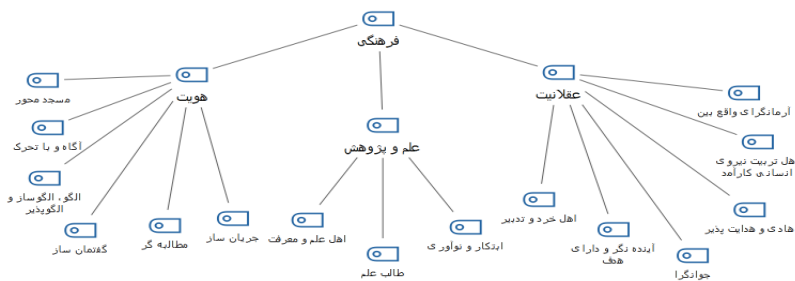 فرهنگی
عقلانیت
هویت
علم و پژوهش
آرمانگرای واقع بین
هل تربیت نیروی
انسانی کارآمد
هادی و هدایت پذیر
جوانگرا
آینده نگر و دارای
هدف
اهل خرد و تدبیر
ابتکار و نوآوری
طالب علم
اهل علم و معرفت
جریان ساز
مطالبه گر
گفتمان ساز
الگو، الگوساز و
الگوپذیر
آگاه و با تحرک
مسجد محور